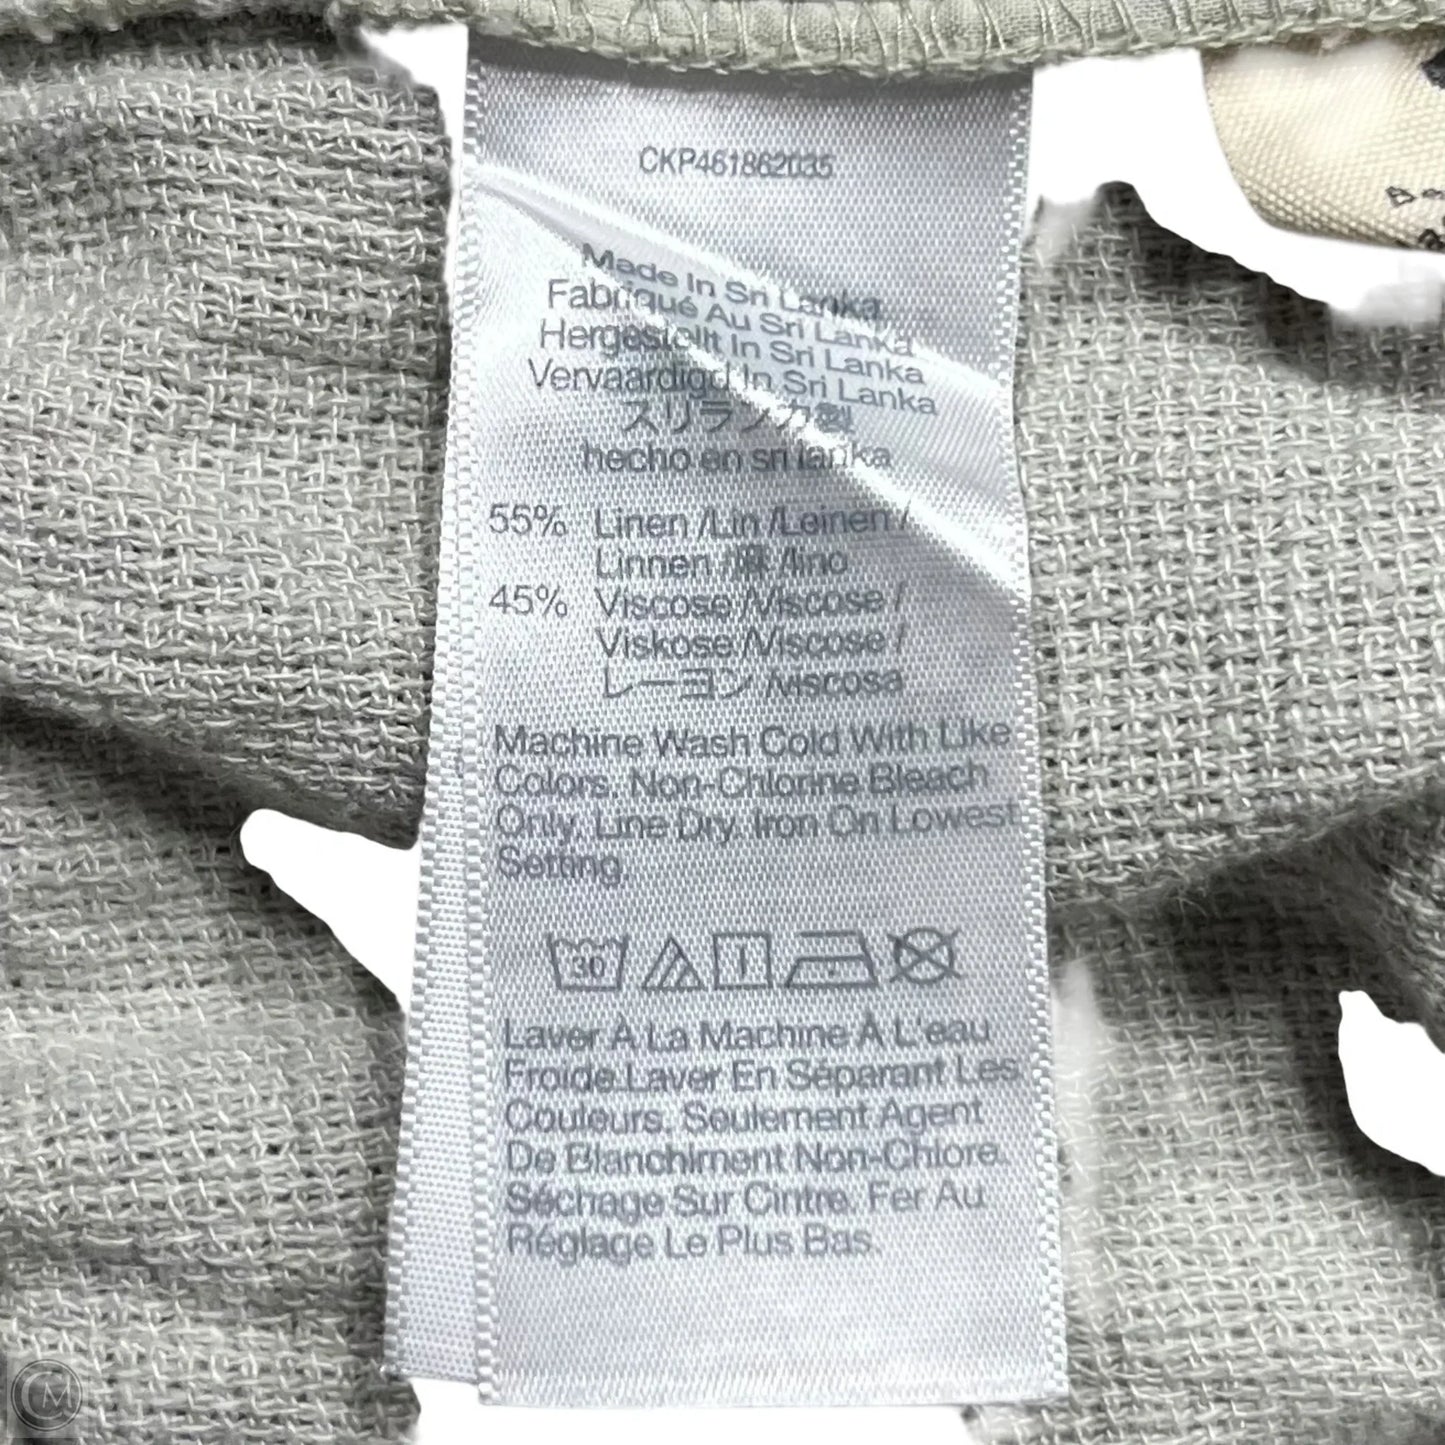 CKP461862035
Made In Sri Lanka
Fabriqué Au Sri Lanka
Hergestellt In Sri Lanka
Vervaardigd In Sri Lanka
スリランカ製
hecho en sri lanka
55% Linen /Lin /Leinen /
Linnen /麻 /lino
45% Viscose /Viscose /
Viskose /Viscose /
レーヨン /viscosa
Machine Wash Cold With Like
Colors. Non-Chlorine Bleach
Only. Line Dry. Iron On Lowest
Setting.
30
Laver À La Machine À L'eau
Froide.Laver En Séparant Les
Couleurs. Seulement Agent
De Blanchiment Non-Chlore.
Séchage Sur Cintre. Fer Au
Réglage Le Plus Bas.
CM